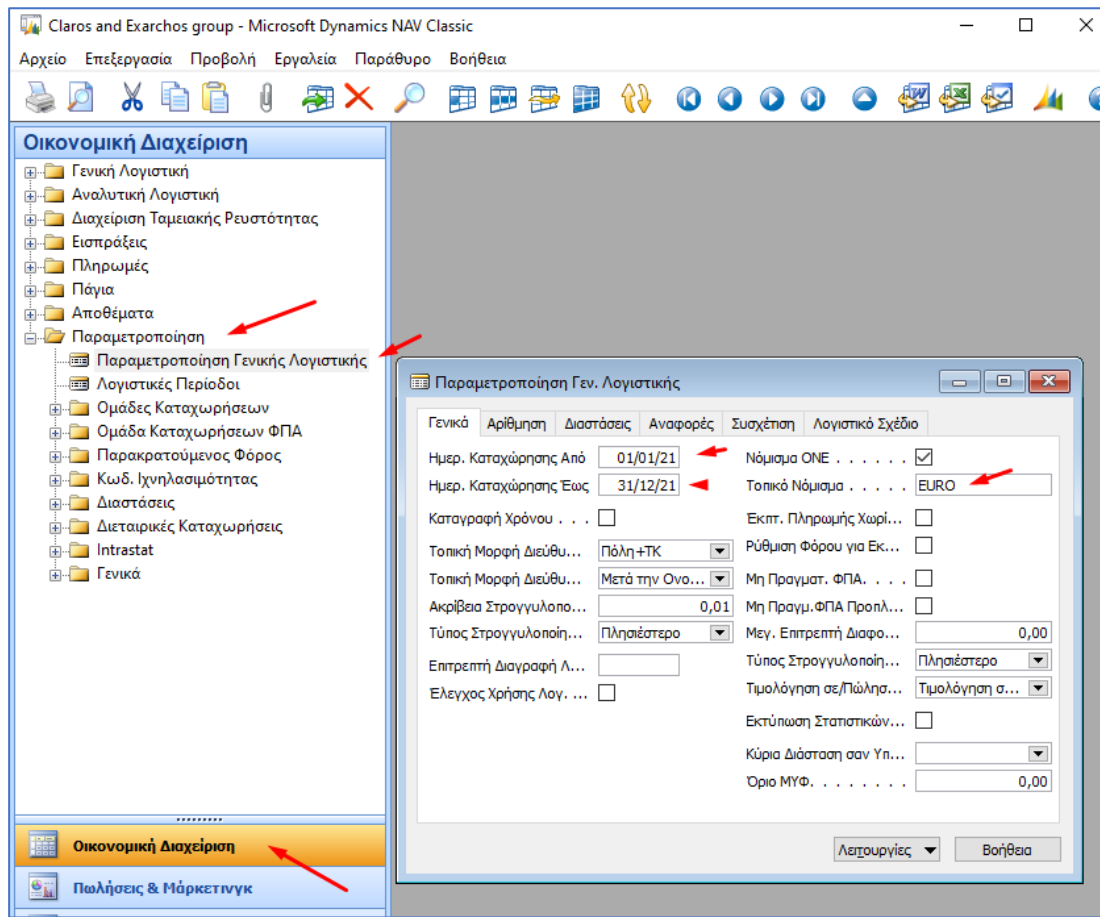 Claros and Exarchos group - Microsoft Dynamics NAV Classic
Αρχείο Επεξεργασία Προβολή Εργαλεία Παράθυρο Βοήθεια
Οικονομική Διαχείριση
Γενική Λογιστική
Αναλυτική Λογιστική
Διαχείριση Ταμειακής Ρευστότητας
Εισπράξεις
Πληρωμές
Πάγια
Αποθέματα
Παραμετροποίηση
Παραμετροποίηση Γενικής Λογιστικής
Λογιστικές Περίοδοι
Ομάδες Καταχωρήσεων
Ομάδα Καταχωρήσεων ΦΠΑ
Παρακρατούμενος Φόρος
Κωδ. Ιχνηλασιμότητας
Διαστάσεις
Διεταιρικές Καταχωρήσεις
Intrastat
Γενικά
Οικονομική Διαχείριση
Πωλήσεις & Μάρκετινγκ
Παραμετροποίηση Γεν. Λογιστικής
Γενικά Αρίθμηση Διαστάσεις Αναφορές Συσχέτιση Λογιστικό Σχέδιο
Ημερ. Καταχώρησης Από 01/01/21
Ημερ. Καταχώρησης Έως 31/12/21
Καταγραφή Χρόνου . . .
Τοπική Μορφή Διεύθυ... Πόλη+ΤΚ
Τοπική Μορφή Διεύθυ... Μετά την Ονο...
Ακρίβεια Στρογγυλοπο... 0,01
Τύπος Στρογγυλοποίη... Πλησιέστερο
Επιτρεπτή Διαγραφή Λ...
Έλεγχος Χρήσης Λογ. ...
Νόμισμα ONE . . . . . .
Τοπικό Νόμισμα . . . . . EURO
Έκπτ. Πληρωμής Χωρί...
Ρύθμιση Φόρου για Εκ...
Μη Πραγματ. ΦΠΑ. . . .
Μη Πραγμ.ΦΠΑ Προπλ...
Μεγ. Επιτρεπτή Διαφο... 0,00
Τύπος Στρογγυλοποίη... Πλησιέστερο
Τιμολόγηση σε/Πώλησ... Τιμολόγηση σ...
Εκτύπωση Στατιστικών...
Κύρια Διάσταση σαν Υπ...
Όριο ΜΥΦ. . . . . . . . 0,00
Λειτουργίες Βοήθεια